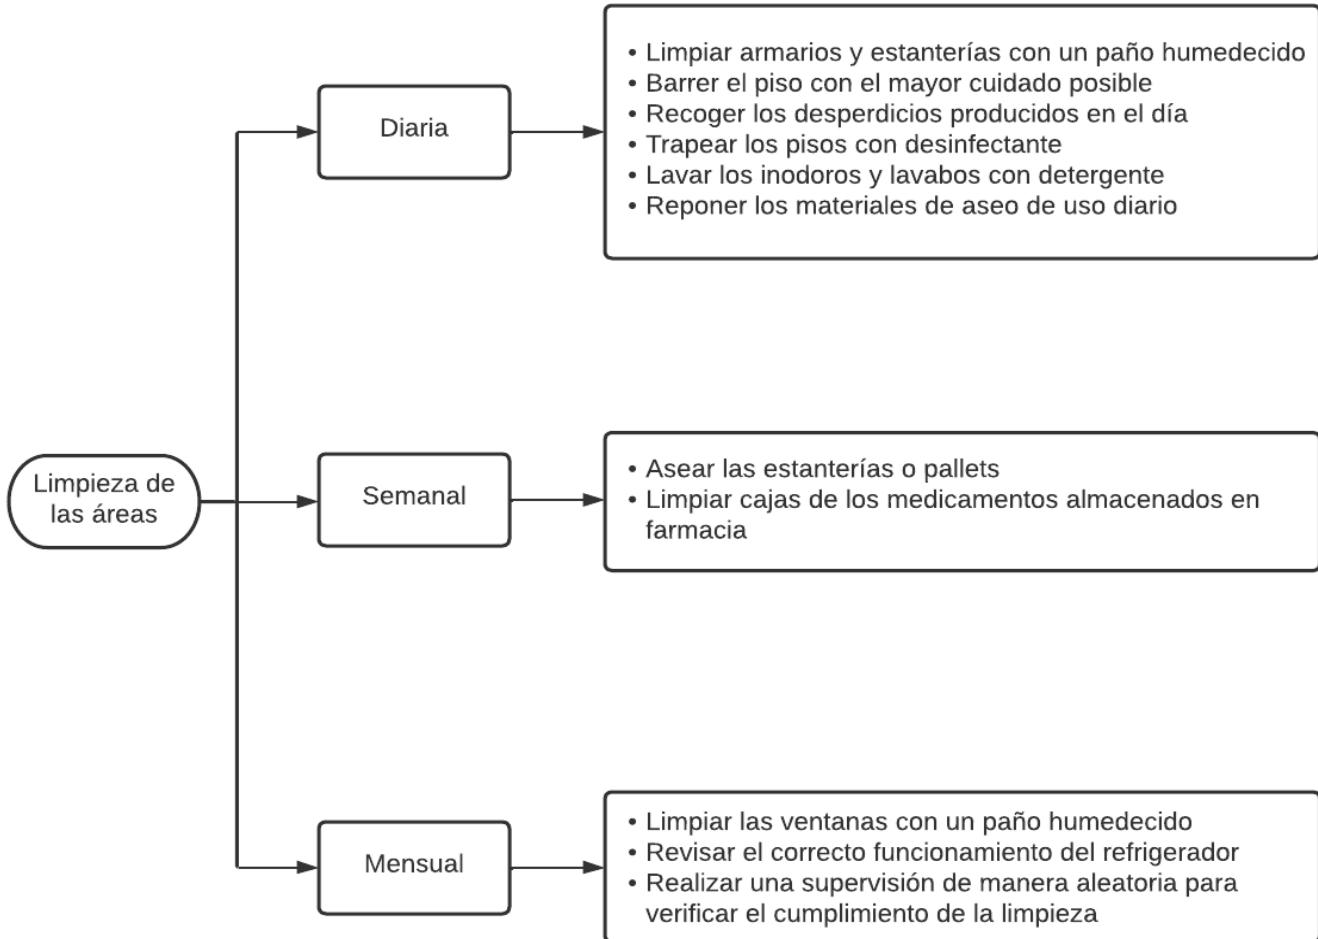 Limpieza de
las áreas
Diaria
• Limpiar armarios y estanterías con un paño humedecido
• Barrer el piso con el mayor cuidado posible
• Recoger los desperdicios producidos en el día
• Trapear los pisos con desinfectante
• Lavar los inodoros y lavabos con detergente
• Reponer los materiales de aseo de uso diario
Semanal
• Asear las estanterías o pallets
• Limpiar cajas de los medicamentos almacenados en
farmacia
Mensual
• Limpiar las ventanas con un paño humedecido
• Revisar el correcto funcionamiento del refrigerador
• Realizar una supervisión de manera aleatoria para
verificar el cumplimiento de la limpieza